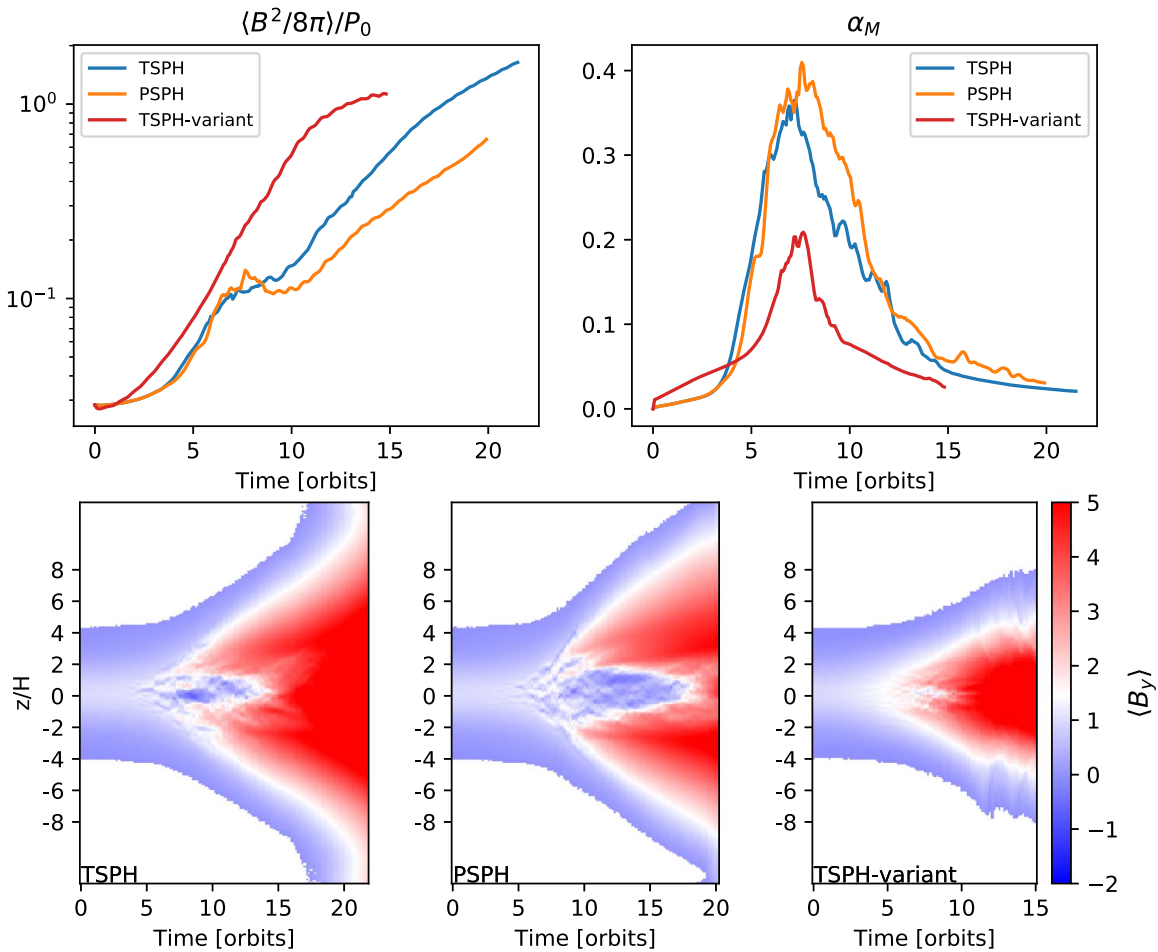 ⟨B²/8π⟩/P₀
TSPH
PSPH
TSPH-variant
10⁰
10⁻¹
0 5 10 15 20
Time [orbits]
α_M
TSPH
PSPH
TSPH-variant
0.4
0.3
0.2
0.1
0.0
0 5 10 15 20
Time [orbits]
z/H
8
6
4
2
0
-2
-4
-6
-8
TSPH
0 5 10 15 20
Time [orbits]
8
6
4
2
0
-2
-4
-6
-8
PSPH
0 5 10 15 20
Time [orbits]
8
6
4
2
0
-2
-4
-6
-8
TSPH-variant
0 5 10 15
Time [orbits]
5
4
3
2
1
0
−1
−2
⟨B_y⟩